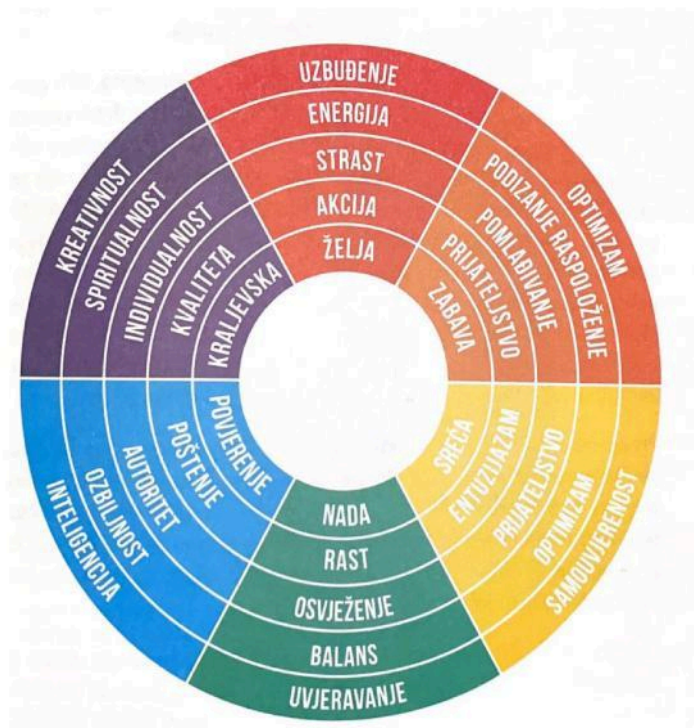 UZBUĐENJE
ENERGIJA
STRAST
AKCIJA
ŽELJA
OPTIMIZAM
PODIZANJE RASPOLOŽENJE
POMLAĐIVANJE
PRIJATELJSTVO
ZABAVA
SREĆA
ENTUZIJAZAM
PRIJATELJSTVO
OPTIMIZAM
SAMOUVJERENOST
NADA
RAST
OSVJEŽENJE
BALANS
UVJERAVANJE
POVJERENJE
POŠTENJE
AUTORITET
OZBILJNOST
INTELIGENCIJA
KREATIVNOST
SPIRITUALNOST
INDIVIDUALNOST
KVALITETA
KRALJEVSKA